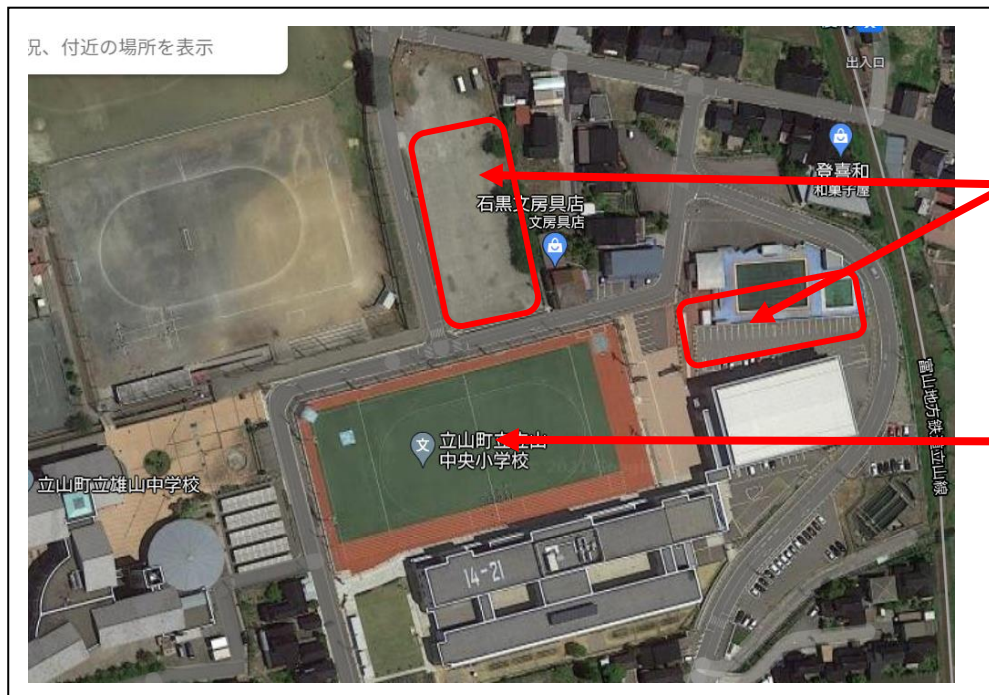 況、付近の場所を表示
出入口
登喜和
和菓子屋
石黒文房具店
文房具店
立山町立雄山
中央小学校
立山町立雄山中学校
富山地方鉄道立山線
14-21